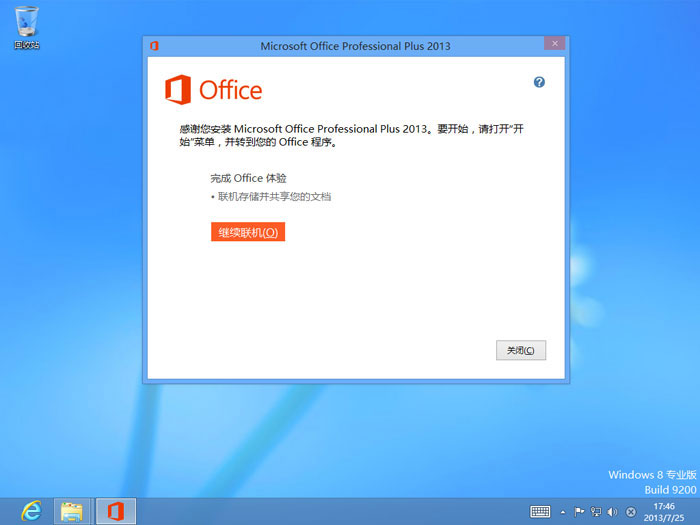 回收站
Microsoft Office Professional Plus 2013
Office
感谢您安装 Microsoft Office Professional Plus 2013。要开始，请打开“开
始”菜单，并转到您的 Office 程序。
完成 Office 体验
• 联机存储并共享您的文档
继续联机(O)
关闭(C)
Windows 8 专业版
Build 9200
17:46
2013/7/25